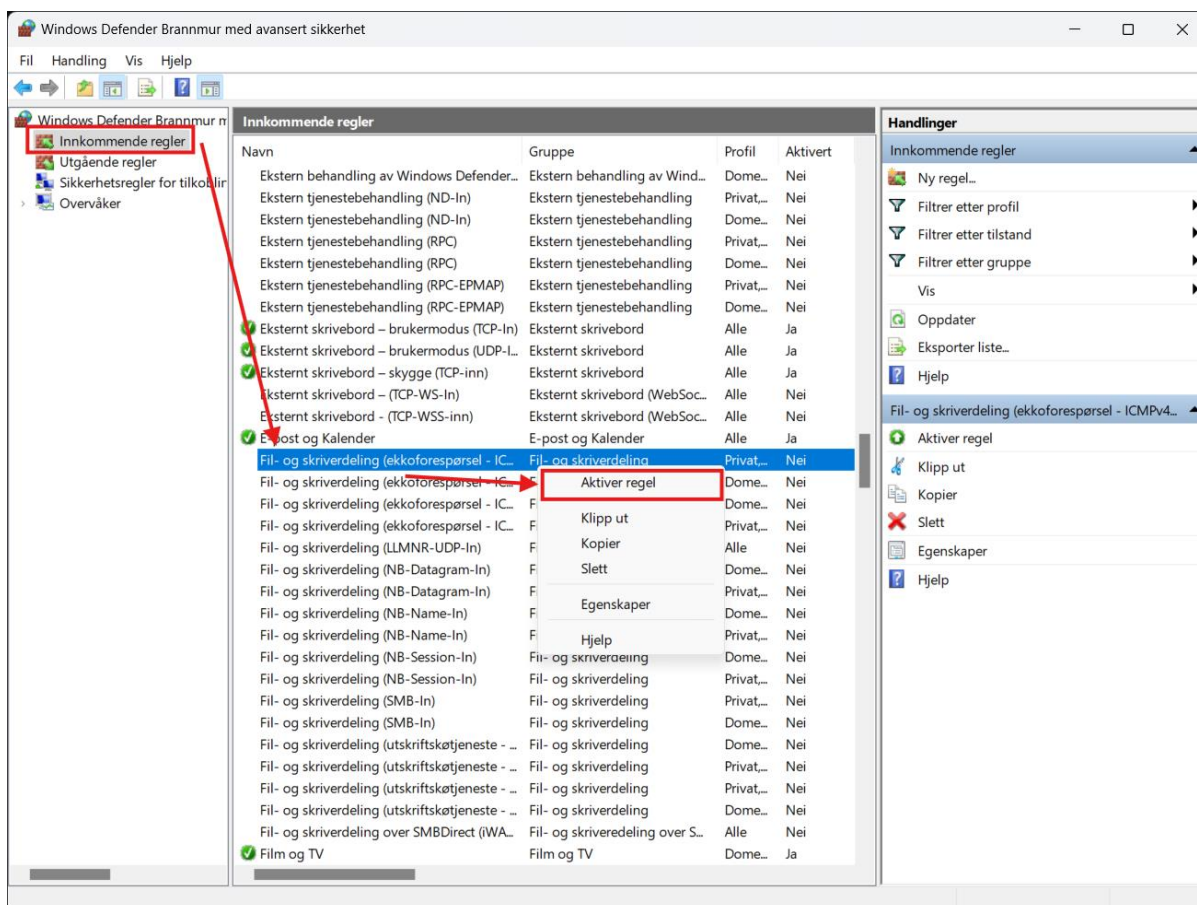 Windows Defender Brannmur med avansert sikkerhet
Fil Handling Vis Hjelp
Windows Defender Brannmur m
Innkommende regler
Utgående regler
Sikkerhetsregler for tilkoblin
Overvåker
Innkommende regler
Navn Gruppe Profil Aktivert
Ekstern behandling av Windows Defender... Ekstern behandling av Wind... Dome... Nei
Ekstern tjenestebehandling (ND-In) Ekstern tjenestebehandling Privat,... Nei
Ekstern tjenestebehandling (ND-In) Ekstern tjenestebehandling Dome... Nei
Ekstern tjenestebehandling (RPC) Ekstern tjenestebehandling Privat,... Nei
Ekstern tjenestebehandling (RPC) Ekstern tjenestebehandling Dome... Nei
Ekstern tjenestebehandling (RPC-EPMAP) Ekstern tjenestebehandling Privat,... Nei
Ekstern tjenestebehandling (RPC-EPMAP) Ekstern tjenestebehandling Dome... Nei
Eksternt skrivebord – brukermodus (TCP-In) Eksternt skrivebord Alle Ja
Eksternt skrivebord – brukermodus (UDP-I... Eksternt skrivebord Alle Ja
Eksternt skrivebord – skygge (TCP-inn) Eksternt skrivebord Alle Ja
Eksternt skrivebord – (TCP-WS-In) Eksternt skrivebord (WebSoc... Alle Nei
Eksternt skrivebord - (TCP-WSS-inn) Eksternt skrivebord (WebSoc... Alle Nei
E-post og Kalender E-post og Kalender Alle Ja
Fil- og skriverdeling (ekkoforespørsel - IC... Fil- og skriverdeling Privat,... Nei
Fil- og skriverdeling (ekkoforespørsel - IC... F Dome... Nei
Fil- og skriverdeling (ekkoforespørsel - IC... F Dome... Nei
Fil- og skriverdeling (ekkoforespørsel - IC... F Privat,... Nei
Fil- og skriverdeling (LLMNR-UDP-In) F Alle Nei
Fil- og skriverdeling (NB-Datagram-In) F Dome... Nei
Fil- og skriverdeling (NB-Datagram-In) F Privat,... Nei
Fil- og skriverdeling (NB-Name-In) F Dome... Nei
Fil- og skriverdeling (NB-Name-In) F Privat,... Nei
Fil- og skriverdeling (NB-Session-In) Fil- og skriverdeling Dome... Nei
Fil- og skriverdeling (NB-Session-In) Fil- og skriverdeling Privat,... Nei
Fil- og skriverdeling (SMB-In) Fil- og skriverdeling Privat,... Nei
Fil- og skriverdeling (SMB-In) Fil- og skriverdeling Dome... Nei
Fil- og skriverdeling (utskriftskøtjeneste - ... Fil- og skriverdeling Dome... Nei
Fil- og skriverdeling (utskriftskøtjeneste - ... Fil- og skriverdeling Privat,... Nei
Fil- og skriverdeling (utskriftskøtjeneste - ... Fil- og skriverdeling Privat,... Nei
Fil- og skriverdeling (utskriftskøtjeneste - ... Fil- og skriverdeling Dome... Nei
Fil- og skriverdeling over SMBDirect (iWA... Fil- og skriveredeling over S... Alle Nei
Film og TV Film og TV Dome... Ja
Aktiver regel
Klipp ut
Kopier
Slett
Egenskaper
Hjelp
Handlinger
Innkommende regler
Ny regel...
Filtrer etter profil
Filtrer etter tilstand
Filtrer etter gruppe
Vis
Oppdater
Eksporter liste...
Hjelp
Fil- og skriverdeling (ekkoforespørsel - ICMPv4...
Aktiver regel
Klipp ut
Kopier
Slett
Egenskaper
Hjelp